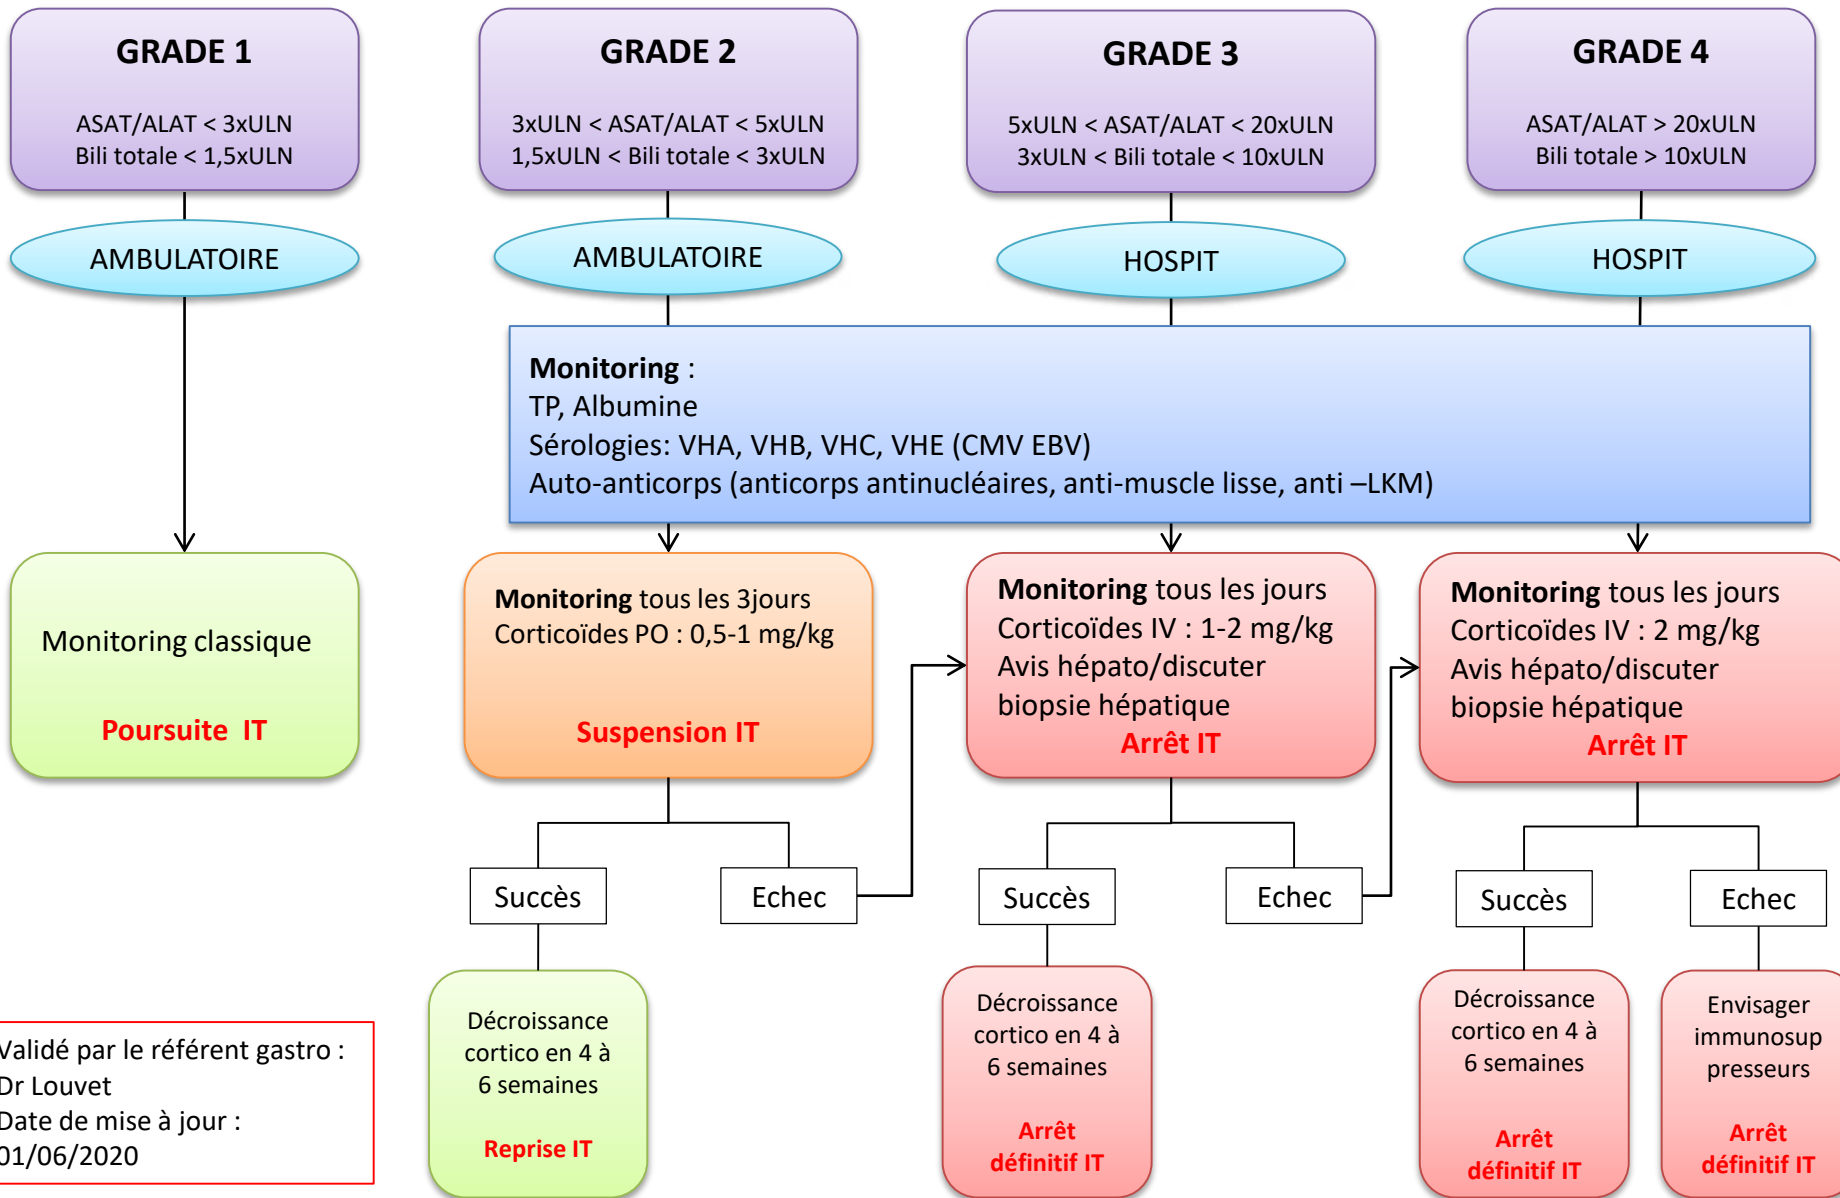 GRADE 1
ASAT/ALAT < 3xULN
Bili totale < 1,5xULN
GRADE 2
3xULN < ASAT/ALAT < 5xULN
1,5xULN < Bili totale < 3xULN
GRADE 3
5xULN < ASAT/ALAT < 20xULN
3xULN < Bili totale < 10xULN
GRADE 4
ASAT/ALAT > 20xULN
Bili totale > 10xULN
AMBULATOIRE
AMBULATOIRE
HOSPIT
HOSPIT
Monitoring :
TP, Albumine
Sérologies: VHA, VHB, VHC, VHE (CMV EBV)
Auto-anticorps (anticorps antinucléaires, anti-muscle lisse, anti –LKM)
Monitoring classique
Poursuite IT
Monitoring tous les 3jours
Corticoïdes PO : 0,5-1 mg/kg
Suspension IT
Monitoring tous les jours
Corticoïdes IV : 1-2 mg/kg
Avis hépato/discuter
biopsie hépatique
Arrêt IT
Monitoring tous les jours
Corticoïdes IV : 2 mg/kg
Avis hépato/discuter
biopsie hépatique
Arrêt IT
Succès
Echec
Succès
Echec
Succès
Echec
Décroissance
cortico en 4 à
6 semaines
Reprise IT
Décroissance
cortico en 4 à
6 semaines
Arrêt
définitif IT
Décroissance
cortico en 4 à
6 semaines
Arrêt
définitif IT
Envisager
immunosup
presseurs
Arrêt
définitif IT
Validé par le référent gastro :
Dr Louvet
Date de mise à jour :
01/06/2020